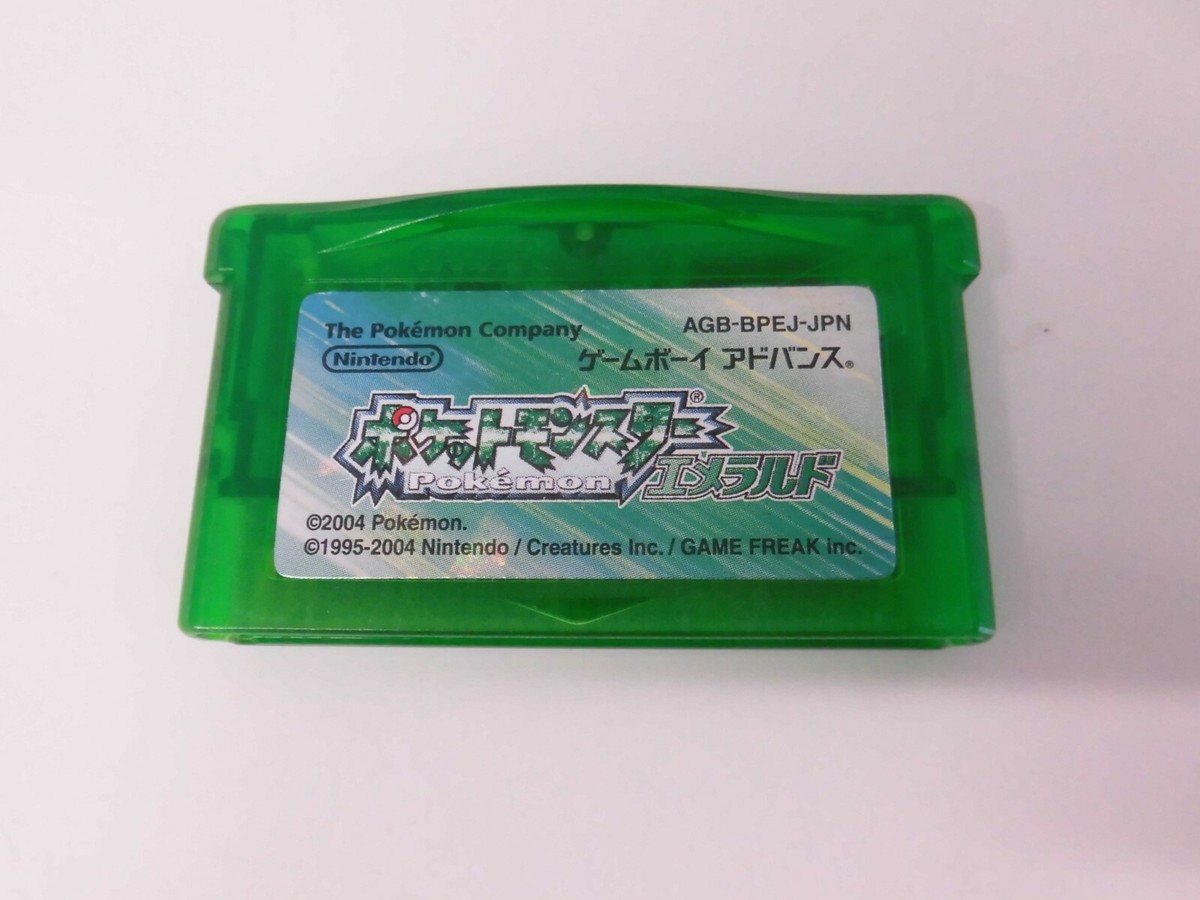 The Pokémon Company
AGB-BPEJ-JPN
Nintendo®
ゲームボーイ アドバンス®
ポケットモンスター®
Pokémon エメラルド
©2004 Pokémon.
©1995-2004 Nintendo / Creatures Inc. / GAME FREAK inc.